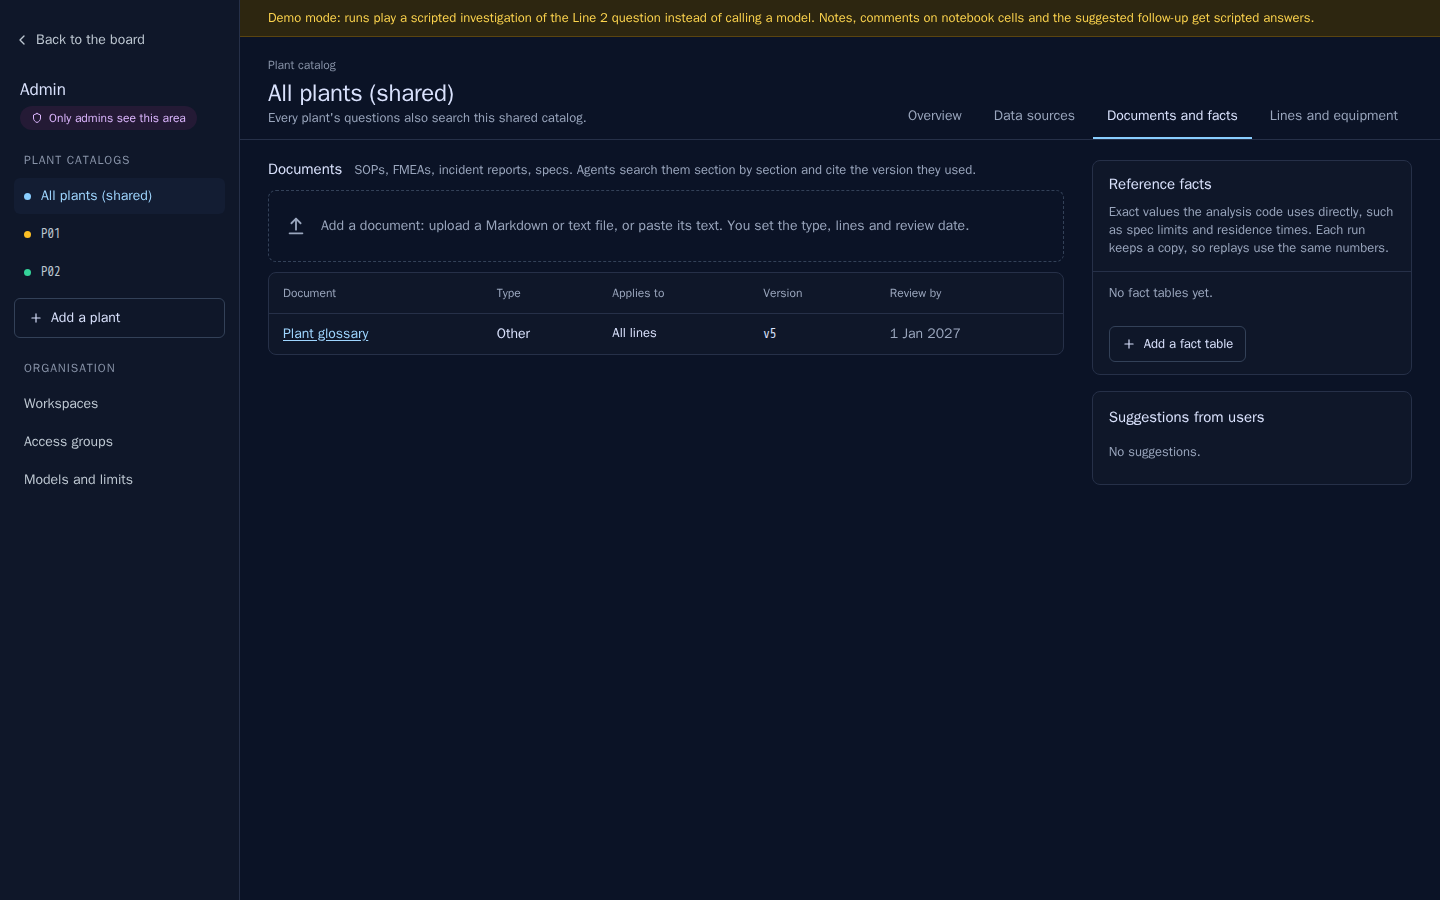 Demo mode: runs play a scripted investigation of the Line 2 question instead of calling a model. Notes, comments on notebook cells and the suggested follow-up get scripted answers.
Back to the board
Admin
Only admins see this area
PLANT CATALOGS
All plants (shared)
P01
P02
Add a plant
ORGANISATION
Workspaces
Access groups
Models and limits
Plant catalog
All plants (shared)
Every plant's questions also search this shared catalog.
Overview
Data sources
Documents and facts
Lines and equipment
Documents SOPs, FMEAs, incident reports, specs. Agents search them section by section and cite the version they used.
Add a document: upload a Markdown or text file, or paste its text. You set the type, lines and review date.
Document Type Applies to Version Review by
Plant glossary Other All lines v5 1 Jan 2027
Reference facts
Exact values the analysis code uses directly, such
as spec limits and residence times. Each run
keeps a copy, so replays use the same numbers.
No fact tables yet.
Add a fact table
Suggestions from users
No suggestions.